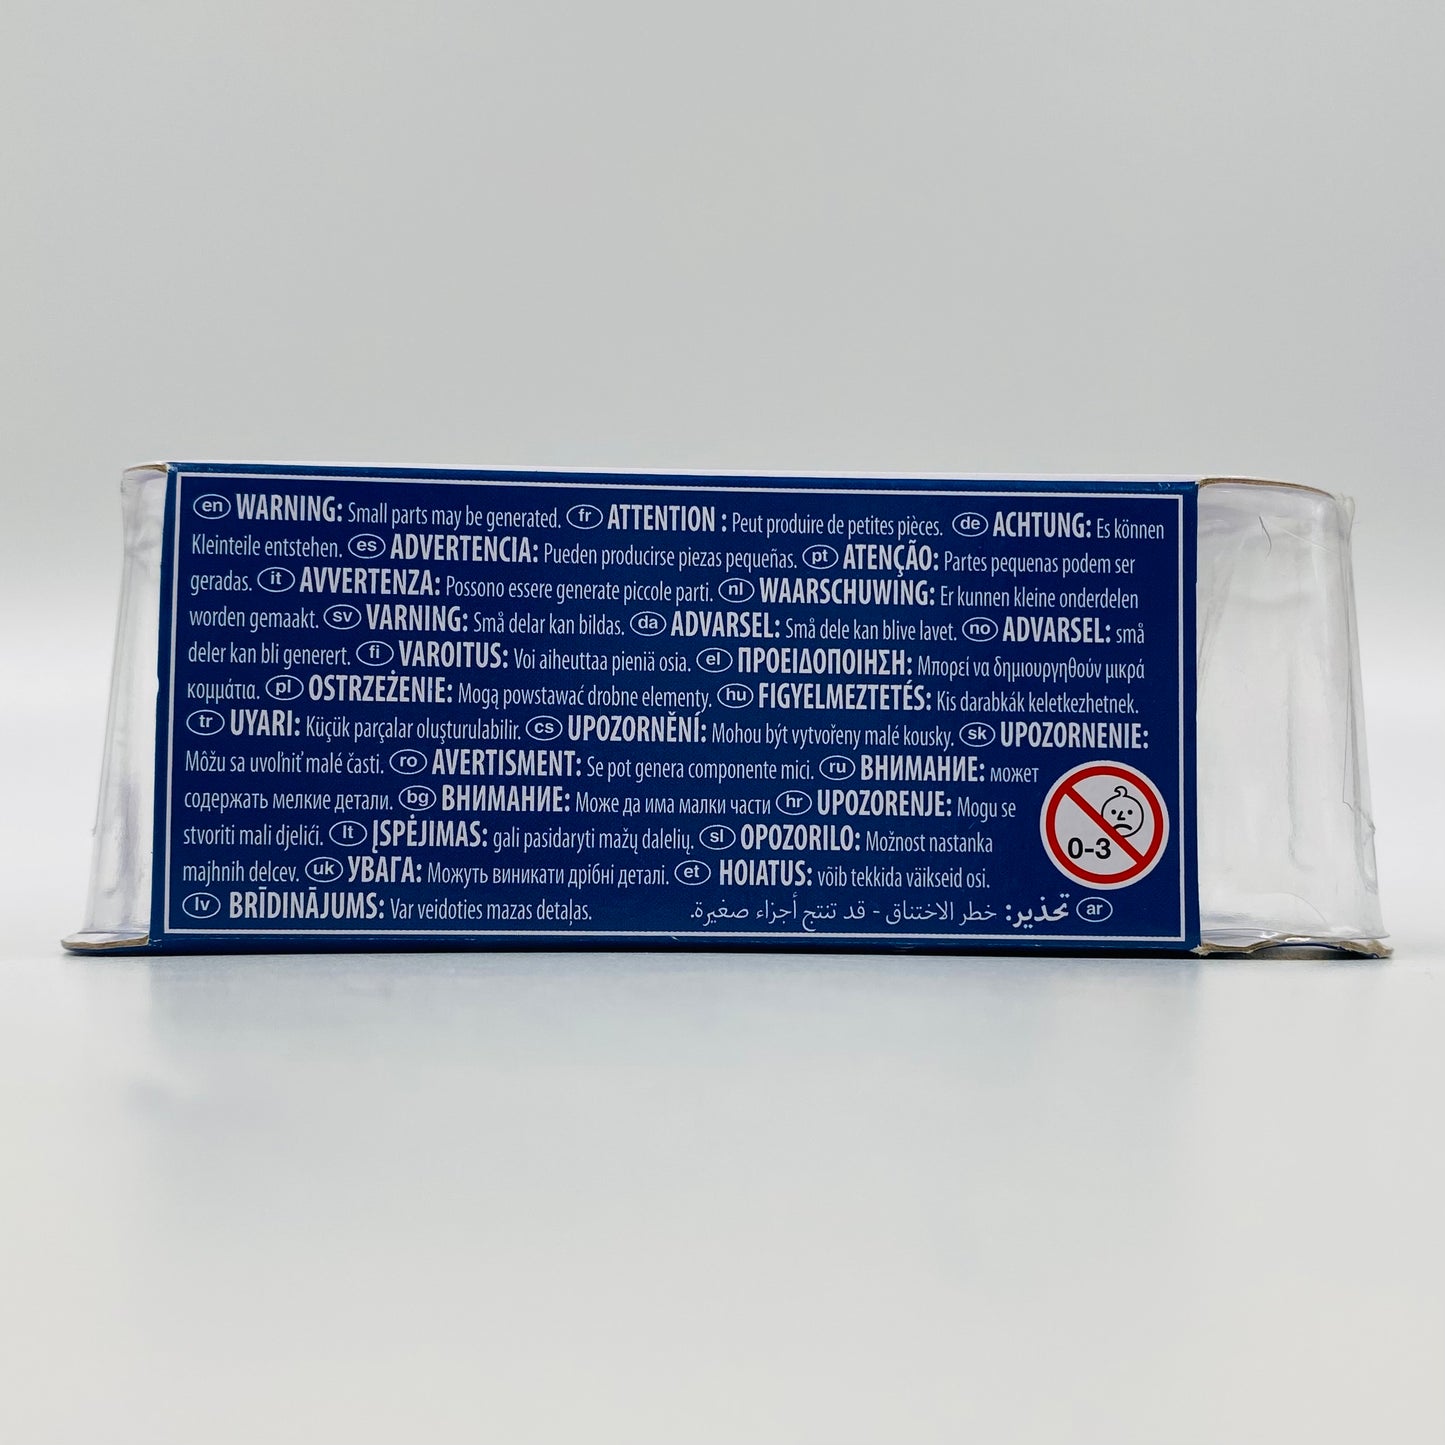 en WARNING: Small parts may be generated. fr ATTENTION : Peut produire de petites pièces. de ACHTUNG: Es können
Kleinteile entstehen. es ADVERTENCIA: Pueden producirse piezas pequeñas. pt ATENÇÃO: Partes pequenas podem ser
geradas. it AVVERTENZA: Possono essere generate piccole parti. nl WAARSCHUWING: Er kunnen kleine onderdelen
worden gemaakt. sv VARNING: Små delar kan bildas. da ADVARSEL: Små dele kan blive lavet. no ADVARSEL: små
deler kan bli generert. fi VAROITUS: Voi aiheuttaa pieniä osia. el ΠΡΟΕΙΔΟΠΟΙΗΣΗ: Μπορεί να δημιουργηθούν μικρά
κομμάτια. pl OSTRZEŻENIE: Mogą powstawać drobne elementy. hu FIGYELMEZTETÉS: Kis darabkák keletkezhetnek.
tr UYARI: Küçük parçalar oluşturulabilir. cs UPOZORNĚNÍ: Mohou být vytvořeny malé kousky. sk UPOZORNENIE:
Môžu sa uvoľniť malé časti. ro AVERTISMENT: Se pot genera componente mici. ru ВНИМАНИЕ: может
содержать мелкие детали. bg ВНИМАНИЕ: Може да има малки части hr UPOZORENJE: Mogu se
stvoriti mali djelići. lt ĮSPĖJIMAS: gali pasidaryti mažų dalelių. sl OPOZORILO: Možnost nastanka
majhnih delcev. uk УВАГА: Можуть виникати дрібні деталі. et HOIATUS: võib tekkida väikseid osi.
lv BRĪDINĀJUMS: Var veidoties mazas detaļas.
ar تحذير: خطر الاختناق - قد تنتج أجزاء صغيرة.
0-3